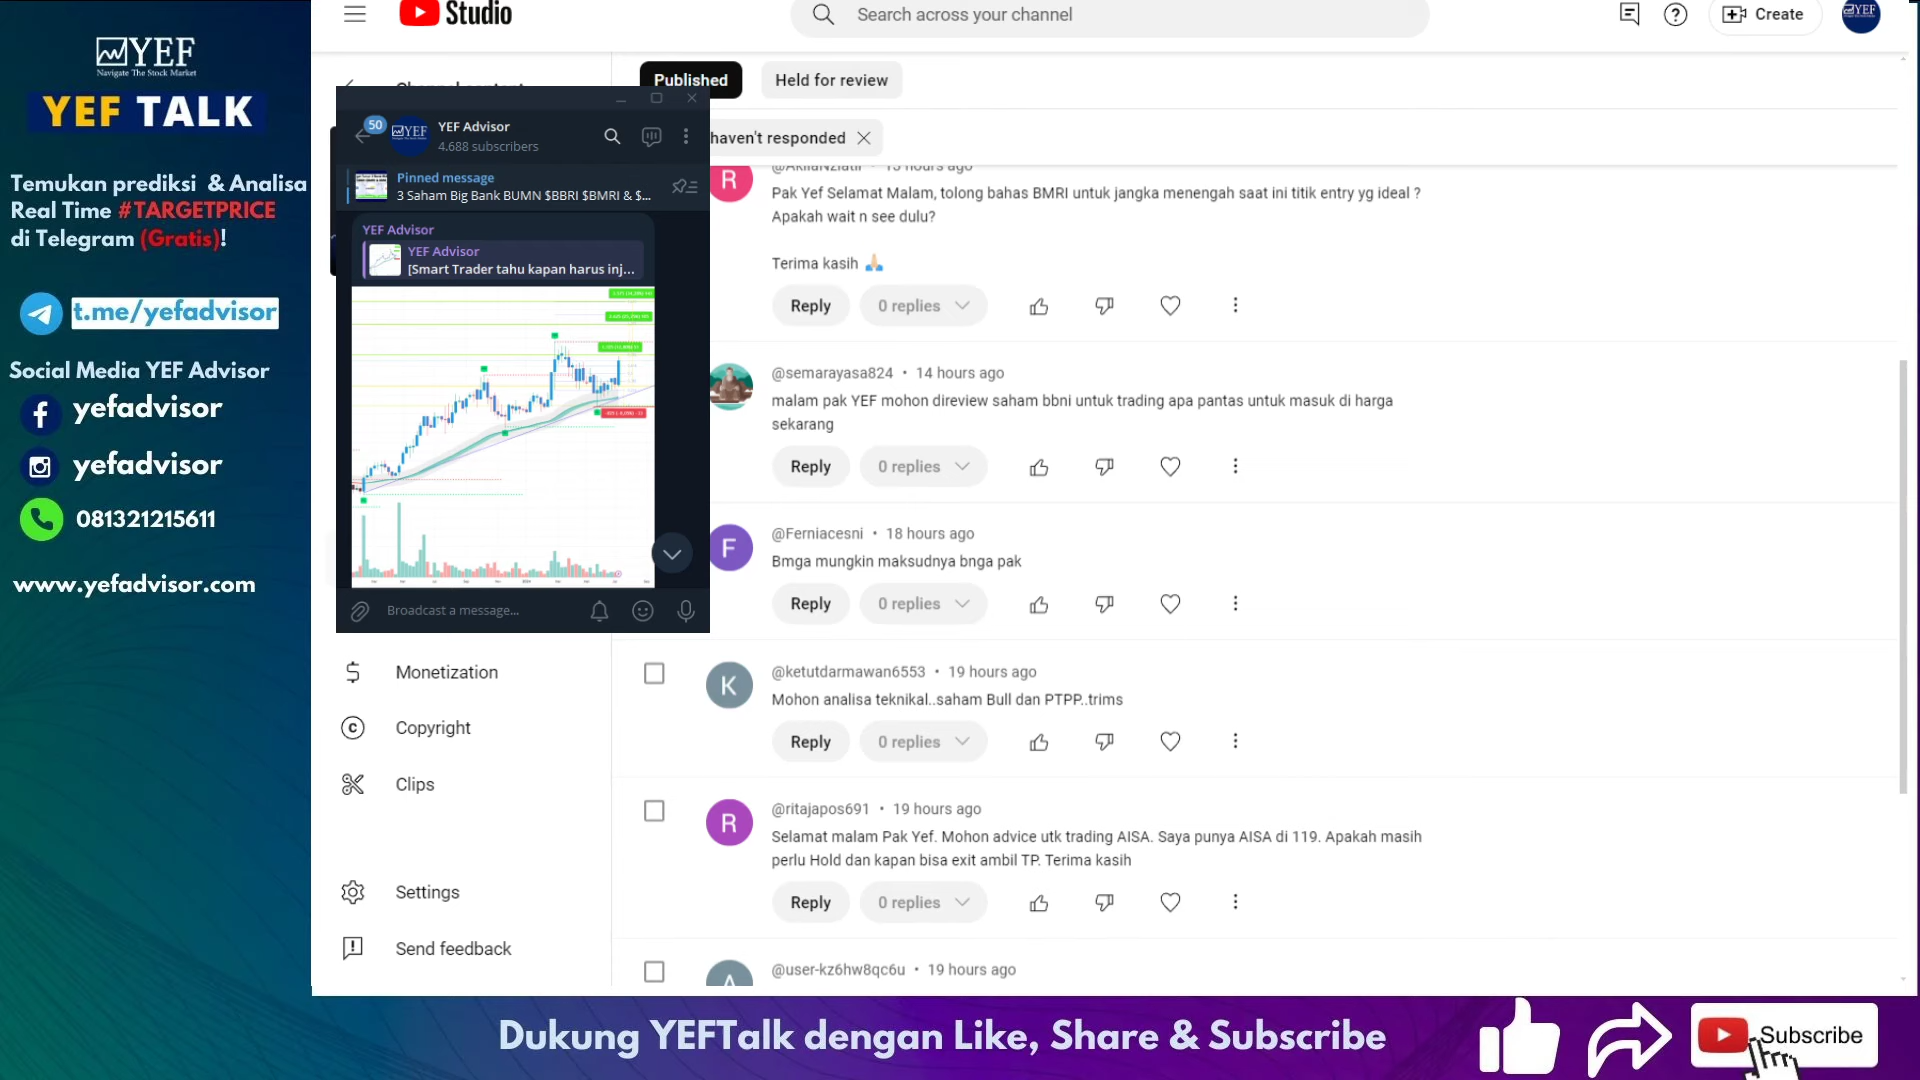 YEF
Navigate The Stock Market
YEF TALK
Temukan prediksi & Analisa
Real Time #TARGETPRICE
di Telegram (Gratis)!
t.me/yefadvisor
Social Media YEF Advisor
yefadvisor
yefadvisor
081321215611
www.yefadvisor.com
Studio
Search across your channel
Create
YEF
Published
Held for review
haven't responded
50
YEF
YEF Advisor
4.688 subscribers
Pinned message
3 Saham Big Bank BUMN $BBRI $BMRI & $...
YEF Advisor
YEF Advisor
[Smart Trader tahu kapan harus inj...
Broadcast a message...
Monetization
Copyright
Clips
Settings
Send feedback
R
Pak Yef Selamat Malam, tolong bahas BMRI untuk jangka menengah saat ini titik entry yg ideal ?
Apakah wait n see dulu?
Terima kasih 🙏
Reply
0 replies
@semarayasa824 • 14 hours ago
malam pak YEF mohon direview saham bbni untuk trading apa pantas untuk masuk di harga
sekarang
Reply
0 replies
F
@Ferniacesni • 18 hours ago
Bmga mungkin maksudnya bnga pak
Reply
0 replies
K
@ketutdarmawan6553 • 19 hours ago
Mohon analisa teknikal..saham Bull dan PTPP..trims
Reply
0 replies
R
@ritajapos691 • 19 hours ago
Selamat malam Pak Yef. Mohon advice utk trading AISA. Saya punya AISA di 119. Apakah masih
perlu Hold dan kapan bisa exit ambil TP. Terima kasih
Reply
0 replies
@user-kz6hw8qc6u • 19 hours ago
Dukung YEFTalk dengan Like, Share & Subscribe
Subscribe